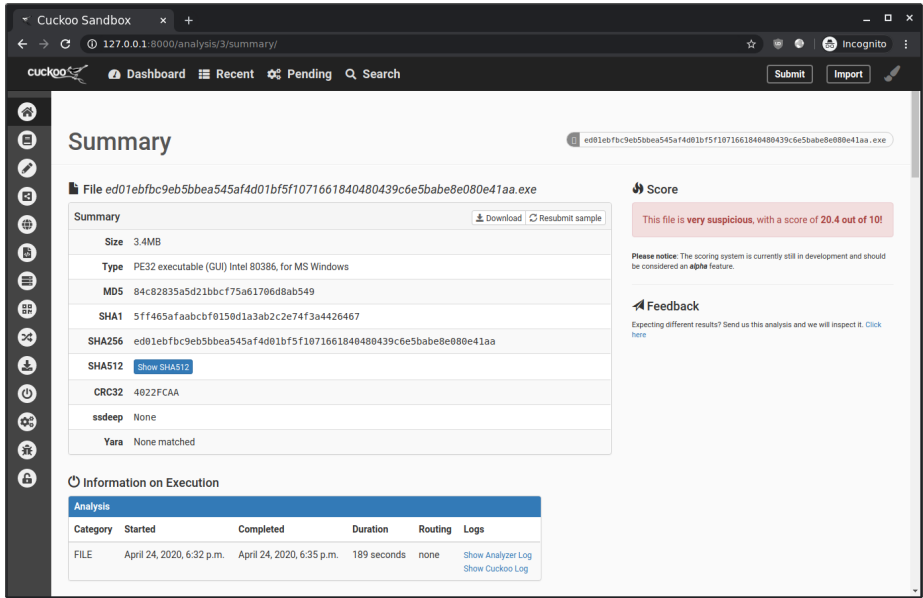 Cuckoo Sandbox
127.0.0.1:8000/analysis/3/summary/
Incognito
cuckoo
Dashboard
Recent
Pending
Search
Submit
Import
Summary
ed01ebfbc9eb5bbea545af4d01bf5f1071661840480439c6e5babe8e080e41aa.exe
File ed01ebfbc9eb5bbea545af4d01bf5f1071661840480439c6e5babe8e080e41aa.exe
Summary
Download
Resubmit sample
Size 3.4MB
Type PE32 executable (GUI) Intel 80386, for MS Windows
MD5 84c82835a5d21bbcf75a61706d8ab549
SHA1 5ff465afaabcbf0150d1a3ab2c2e74f3a4426467
SHA256 ed01ebfbc9eb5bbea545af4d01bf5f1071661840480439c6e5babe8e080e41aa
SHA512 Show SHA512
CRC32 4022FCAA
ssdeep None
Yara None matched
Score
This file is very suspicious, with a score of 20.4 out of 10!
Please notice: The scoring system is currently still in development and should
be considered an alpha feature.
Feedback
Expecting different results? Send us this analysis and we will inspect it. Click
here
Information on Execution
Analysis
Category Started Completed Duration Routing Logs
FILE April 24, 2020, 6:32 p.m. April 24, 2020, 6:35 p.m. 189 seconds none Show Analyzer Log
Show Cuckoo Log